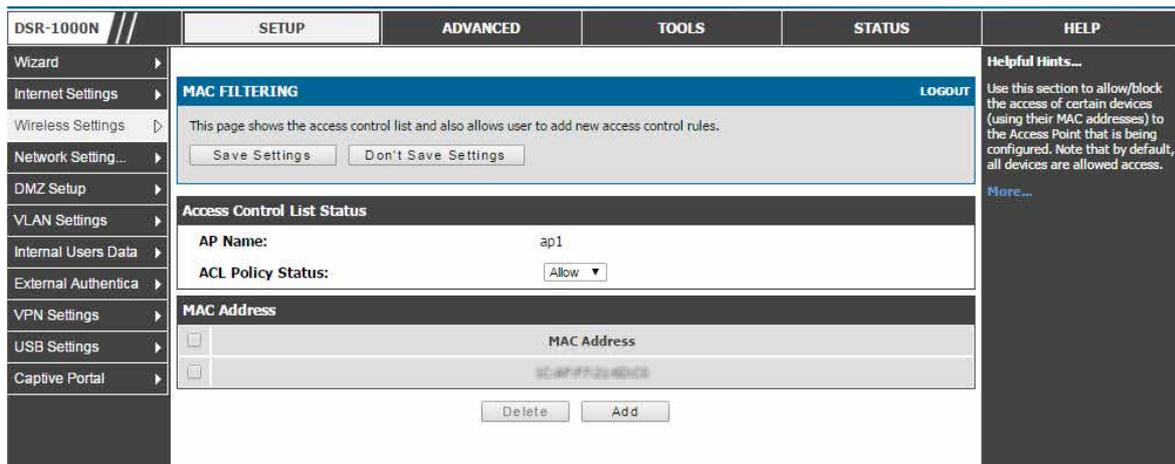 DSR-1000N
SETUP
ADVANCED
TOOLS
STATUS
HELP
Wizard
Internet Settings
Wireless Settings
Network Setting...
DMZ Setup
VLAN Settings
Internal Users Data
External Authentica
VPN Settings
USB Settings
Captive Portal
MAC FILTERING
LOGOUT
This page shows the access control list and also allows user to add new access control rules.
Save Settings
Don't Save Settings
Access Control List Status
AP Name: ap1
ACL Policy Status: Allow
MAC Address
MAC Address
Delete
Add
Helpful Hints...
Use this section to allow/block
the access of certain devices
(using their MAC addresses) to
the Access Point that is being
configured. Note that by default,
all devices are allowed access.
More...